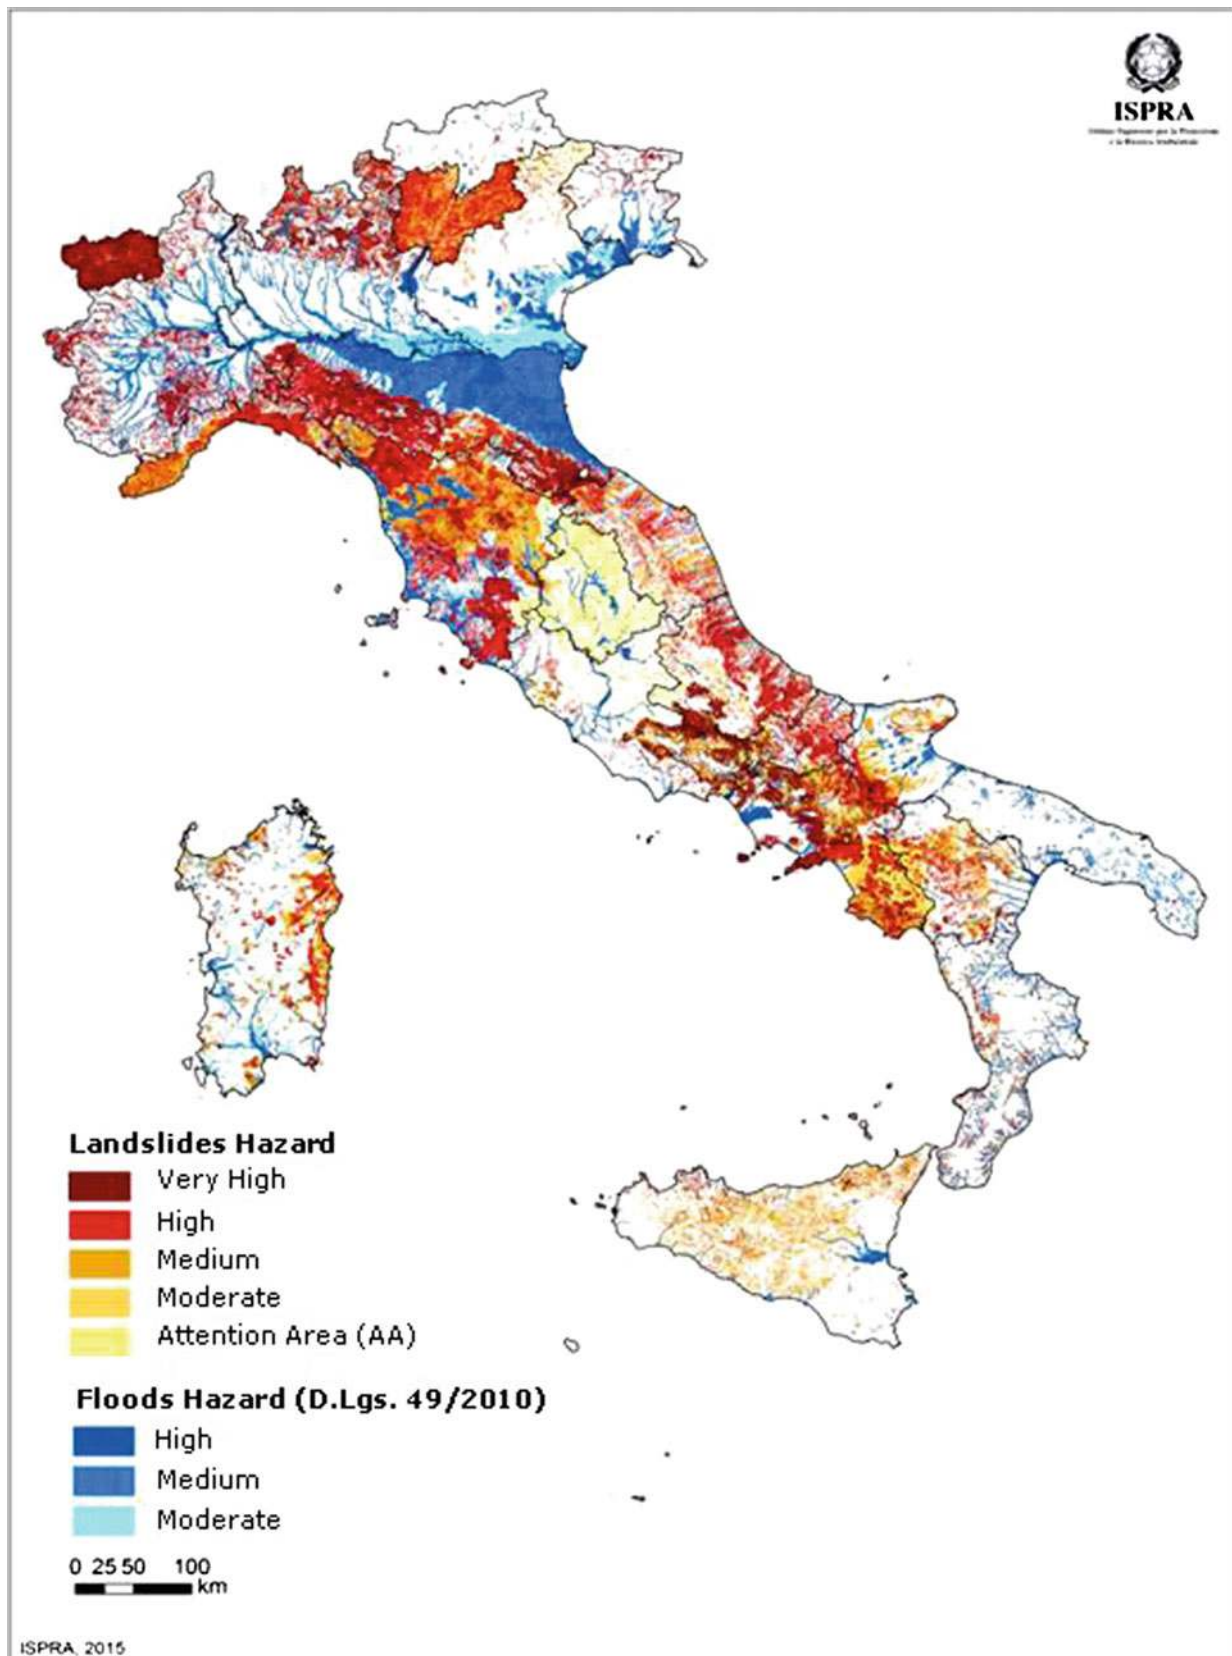 ISPRA
Landslides Hazard
Very High
High
Medium
Moderate
Attention Area (AA)
Floods Hazard (D.Lgs. 49/2010)
High
Medium
Moderate
0 25 50 100
km
ISPRA, 2015